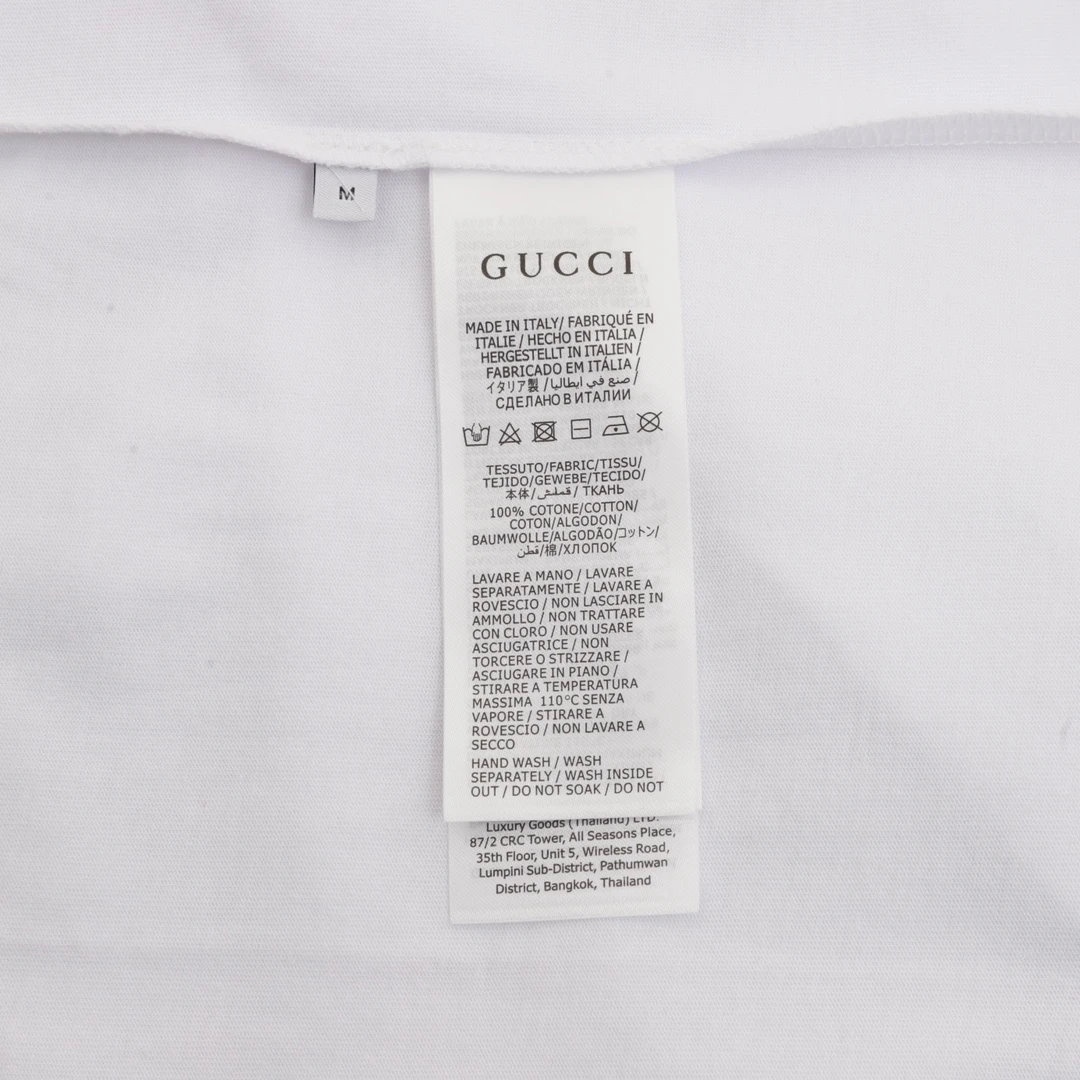 M
GUCCI
MADE IN ITALY/ FABRIQUÉ EN
ITALIE / HECHO EN ITALIA /
HERGESTELLT IN ITALIEN /
FABRICADO EM ITÁLIA /
イタリア製 / صنع في ايطاليا /
СДЕЛАНО В ИТАЛИИ
TESSUTO/FABRIC/TISSU/
TEJIDO/GEWEBE/TECIDO/
本体/قملش/ ТКАНЬ
100% COTONE/COTTON/
COTON/ALGODON/
BAUMWOLLE/ALGODÃO/コットン/
قطن/棉/ХЛОПОК
LAVARE A MANO / LAVARE
SEPARATAMENTE / LAVARE A
ROVESCIO / NON LASCIARE IN
AMMOLLO / NON TRATTARE
CON CLORO / NON USARE
ASCIUGATRICE / NON
TORCERE O STRIZZARE /
ASCIUGARE IN PIANO /
STIRARE A TEMPERATURA
MASSIMA 110°C SENZA
VAPORE / STIRARE A
ROVESCIO / NON LAVARE A
SECCO
HAND WASH / WASH
SEPARATELY / WASH INSIDE
OUT / DO NOT SOAK / DO NOT
Luxury Goods (Thailand) LTD.
87/2 CRC Tower, All Seasons Place,
35th Floor, Unit 5, Wireless Road,
Lumpini Sub-District, Pathumwan
District, Bangkok, Thailand